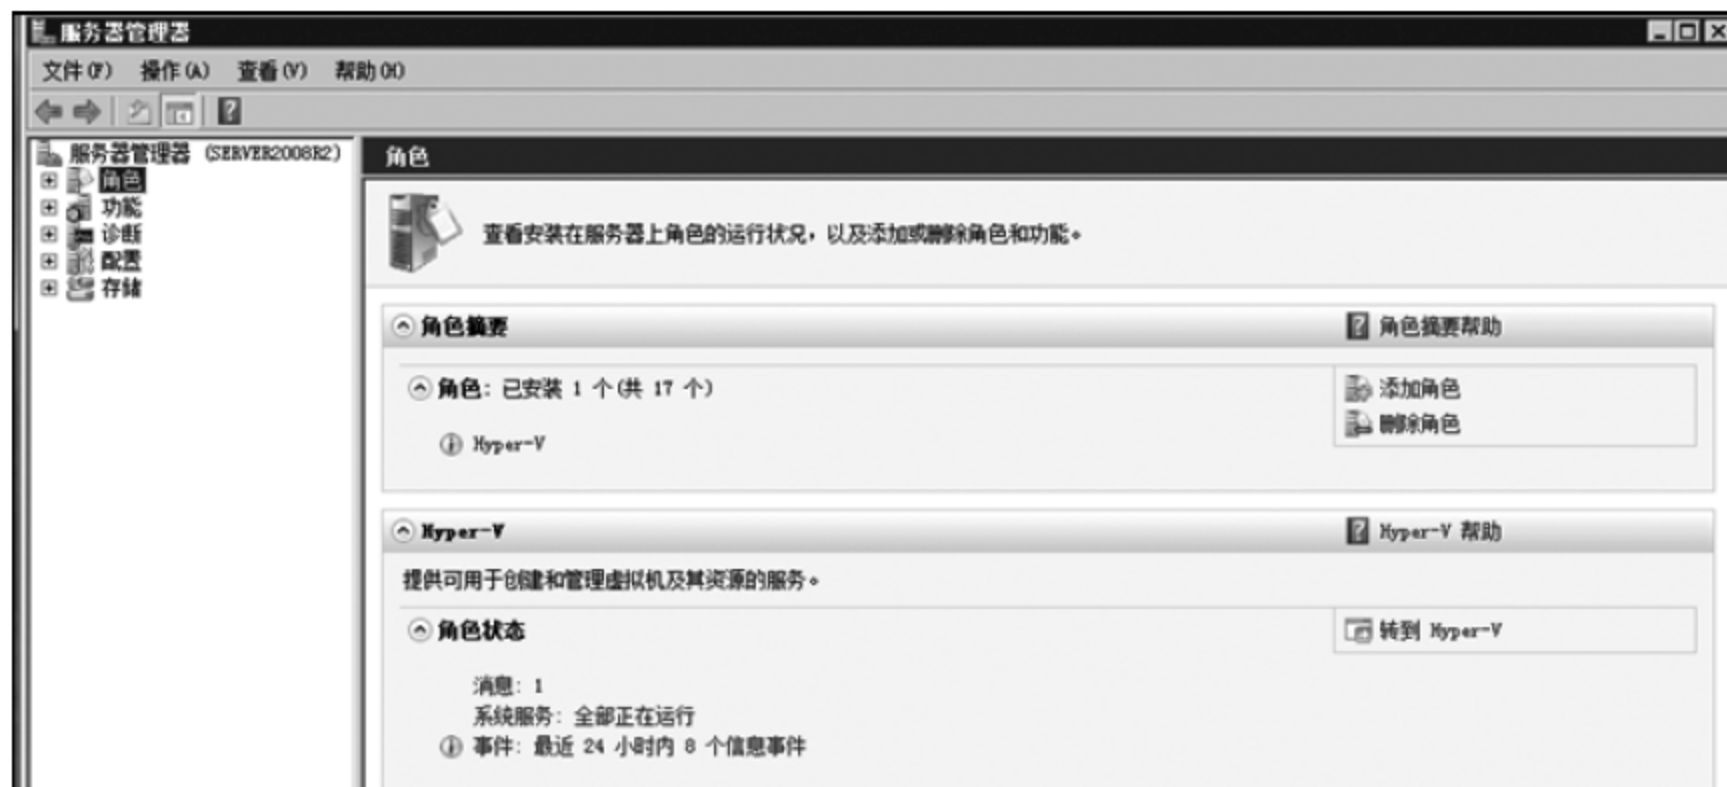 服务器管理器
文件(F) 操作(A) 查看(V) 帮助(H)
服务器管理器 (SERVER2008R2)
角色
功能
诊断
配置
存储
角色
查看安装在服务器上角色的运行状况，以及添加或删除角色和功能。
角色摘要
角色摘要帮助
角色: 已安装 1 个(共 17 个)
Hyper-V
添加角色
删除角色
Hyper-V
Hyper-V 帮助
提供可用于创建和管理虚拟机及其资源的服务。
角色状态
转到 Hyper-V
消息: 1
系统服务: 全部正在运行
事件: 最近 24 小时内 8 个信息事件